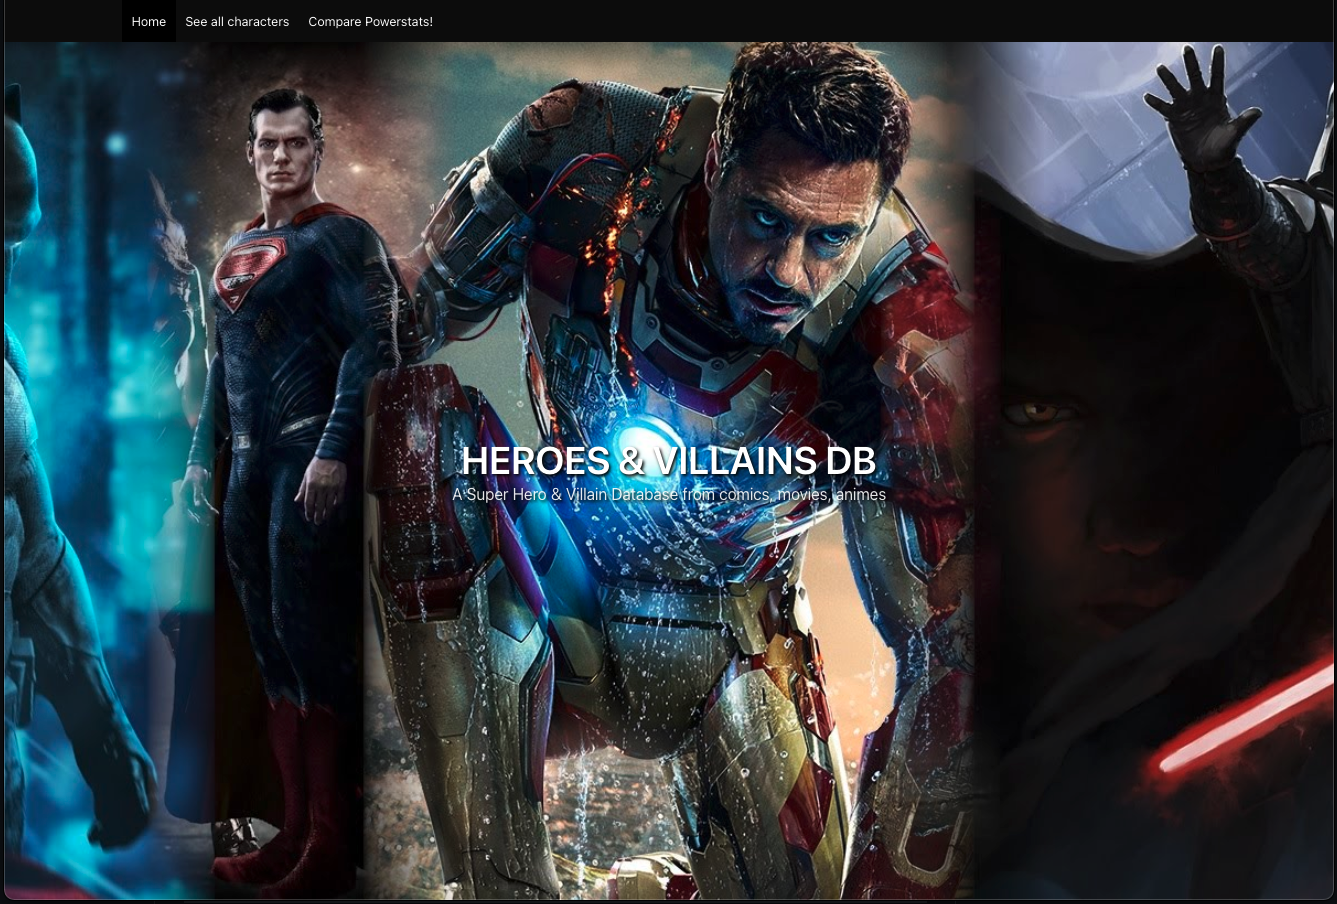 Home See all characters Compare Powerstats!
HEROES & VILLAINS DB
A Super Hero & Villain Database from comics, movies, animes